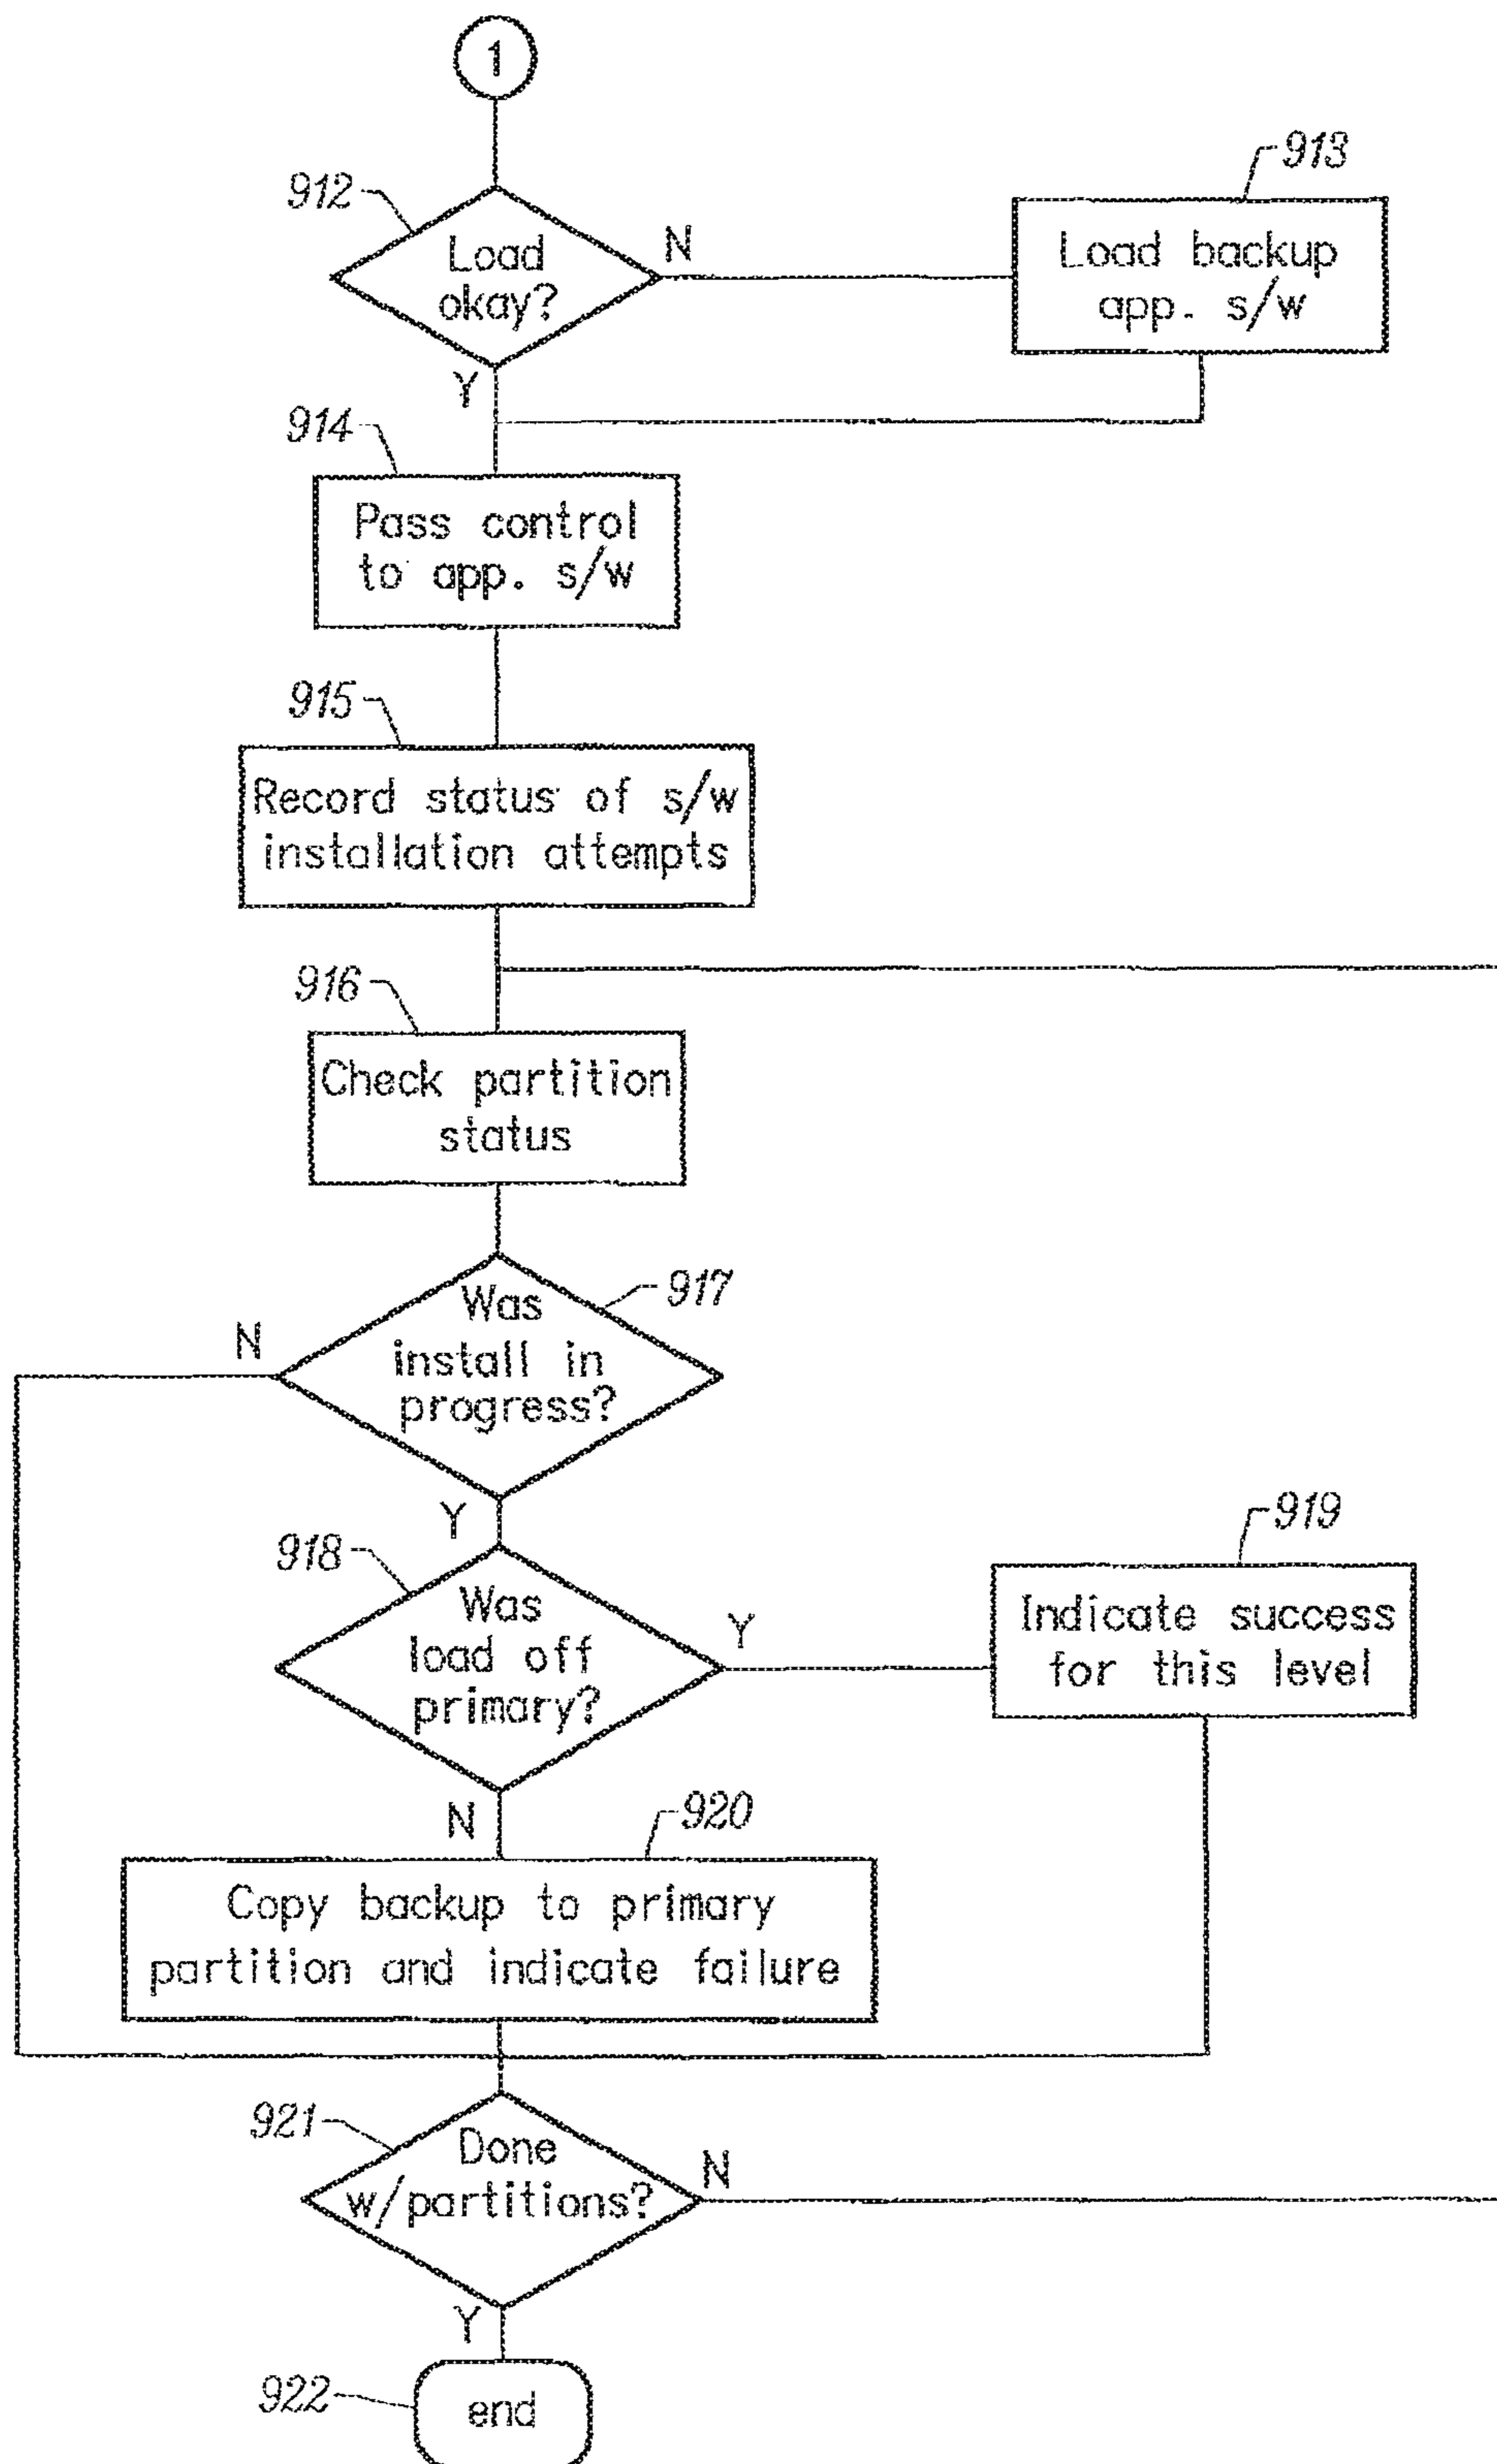 1
912
Load
okay?
N
Y
913
Load backup
app. s/w
914
Pass control
to app. s/w
915
Record status of s/w
installation attempts
916
Check partition
status
917
Was
install in
progress?
N
Y
918
Was
load off
primary?
Y
N
919
Indicate success
for this level
920
Copy backup to primary
partition and indicate failure
921
Done
w/partitions?
N
Y
922
end